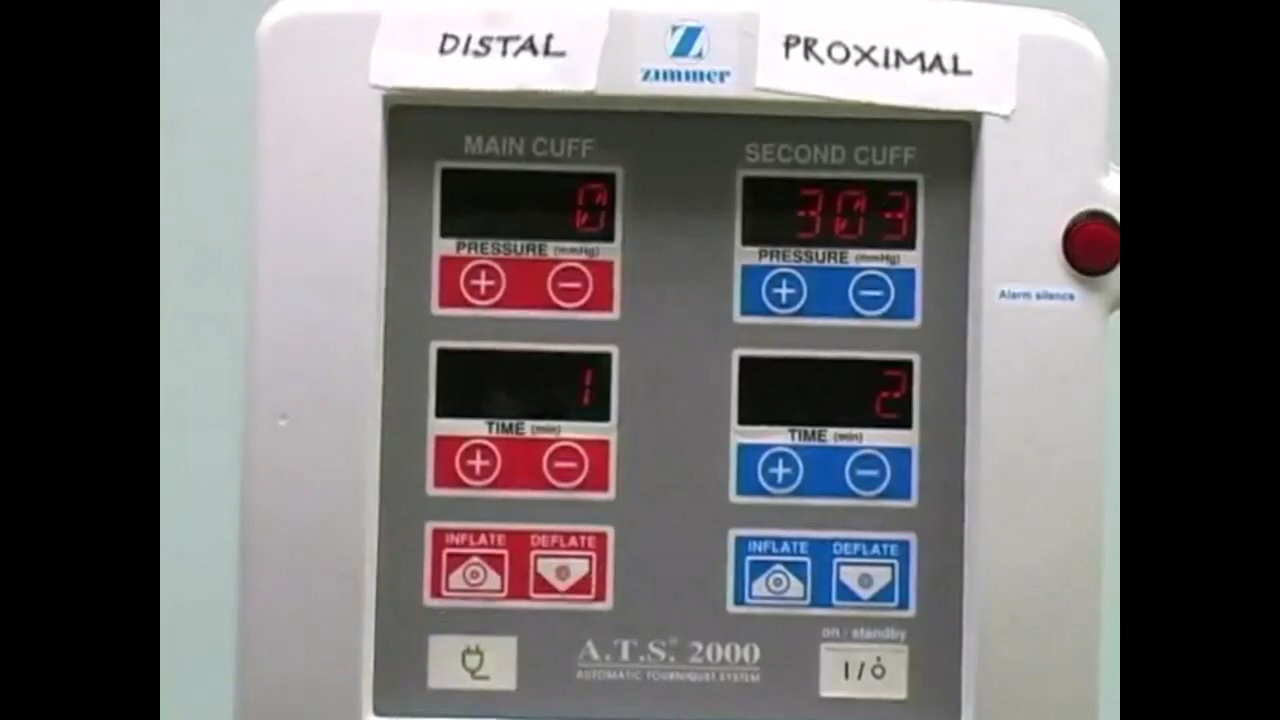 DISTAL
zimmer
PROXIMAL
MAIN CUFF
SECOND CUFF
0
303
PRESSURE (mmHg)
PRESSURE (mmHg)
+ −
+ −
Alarm silence
1
2
TIME (min)
TIME (min)
+ −
+ −
INFLATE DEFLATE
INFLATE DEFLATE
on · standby
A.T.S.® 2000
AUTOMATIC TOURNIQUET SYSTEM